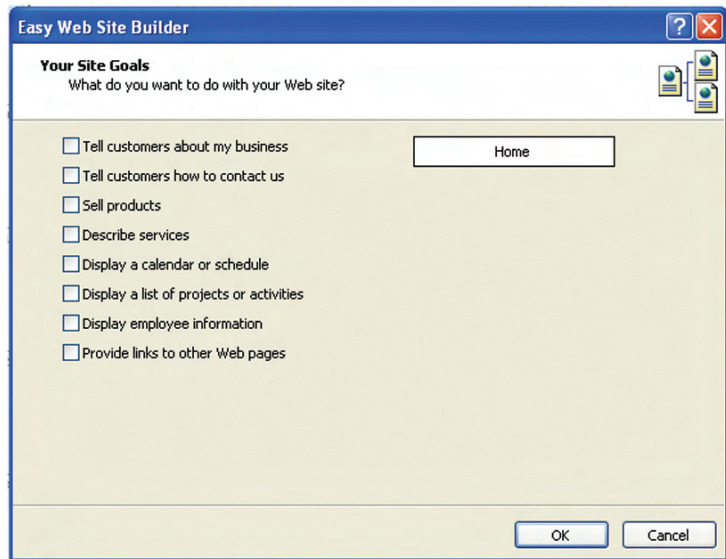 Easy Web Site Builder
Your Site Goals
What do you want to do with your Web site?
Tell customers about my business
Tell customers how to contact us
Sell products
Describe services
Display a calendar or schedule
Display a list of projects or activities
Display employee information
Provide links to other Web pages
Home
OK
Cancel